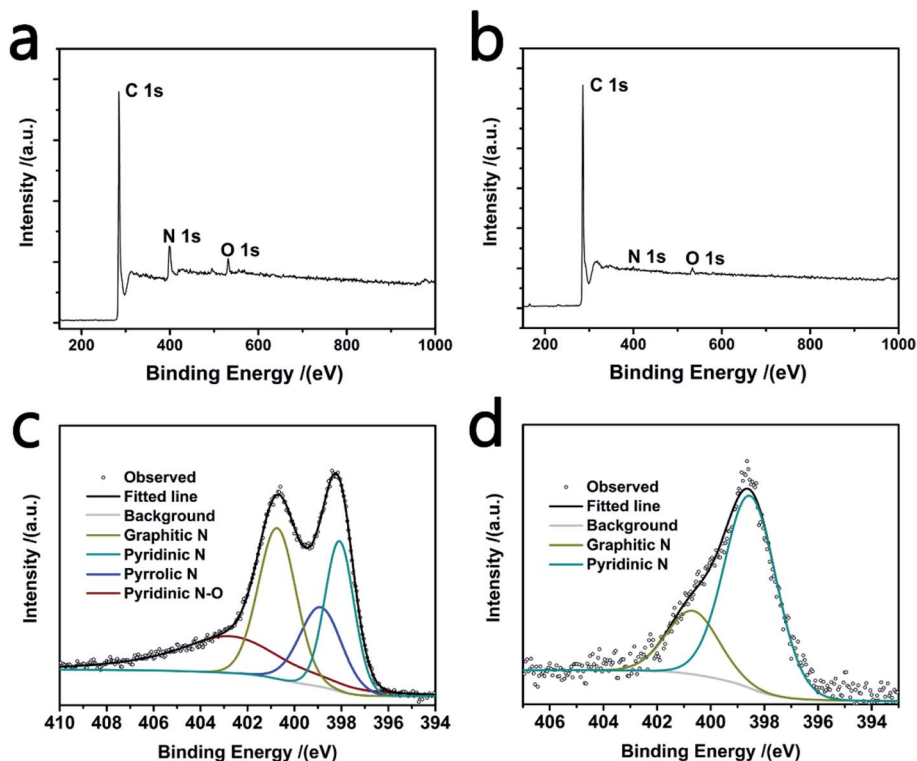 a
C 1s
N 1s
O 1s
Intensity /(a.u.)
200 400 600 800 1000
Binding Energy /(eV)
b
C 1s
N 1s
O 1s
Intensity /(a.u.)
200 400 600 800 1000
Binding Energy /(eV)
c
Observed
Fitted line
Background
Graphitic N
Pyridinic N
Pyrrolic N
Pyridinic N-O
Intensity /(a.u.)
410 408 406 404 402 400 398 396 394
Binding Energy /(eV)
d
Observed
Fitted line
Background
Graphitic N
Pyridinic N
Intensity /(a.u.)
406 404 402 400 398 396 394
Binding Energy /(eV)